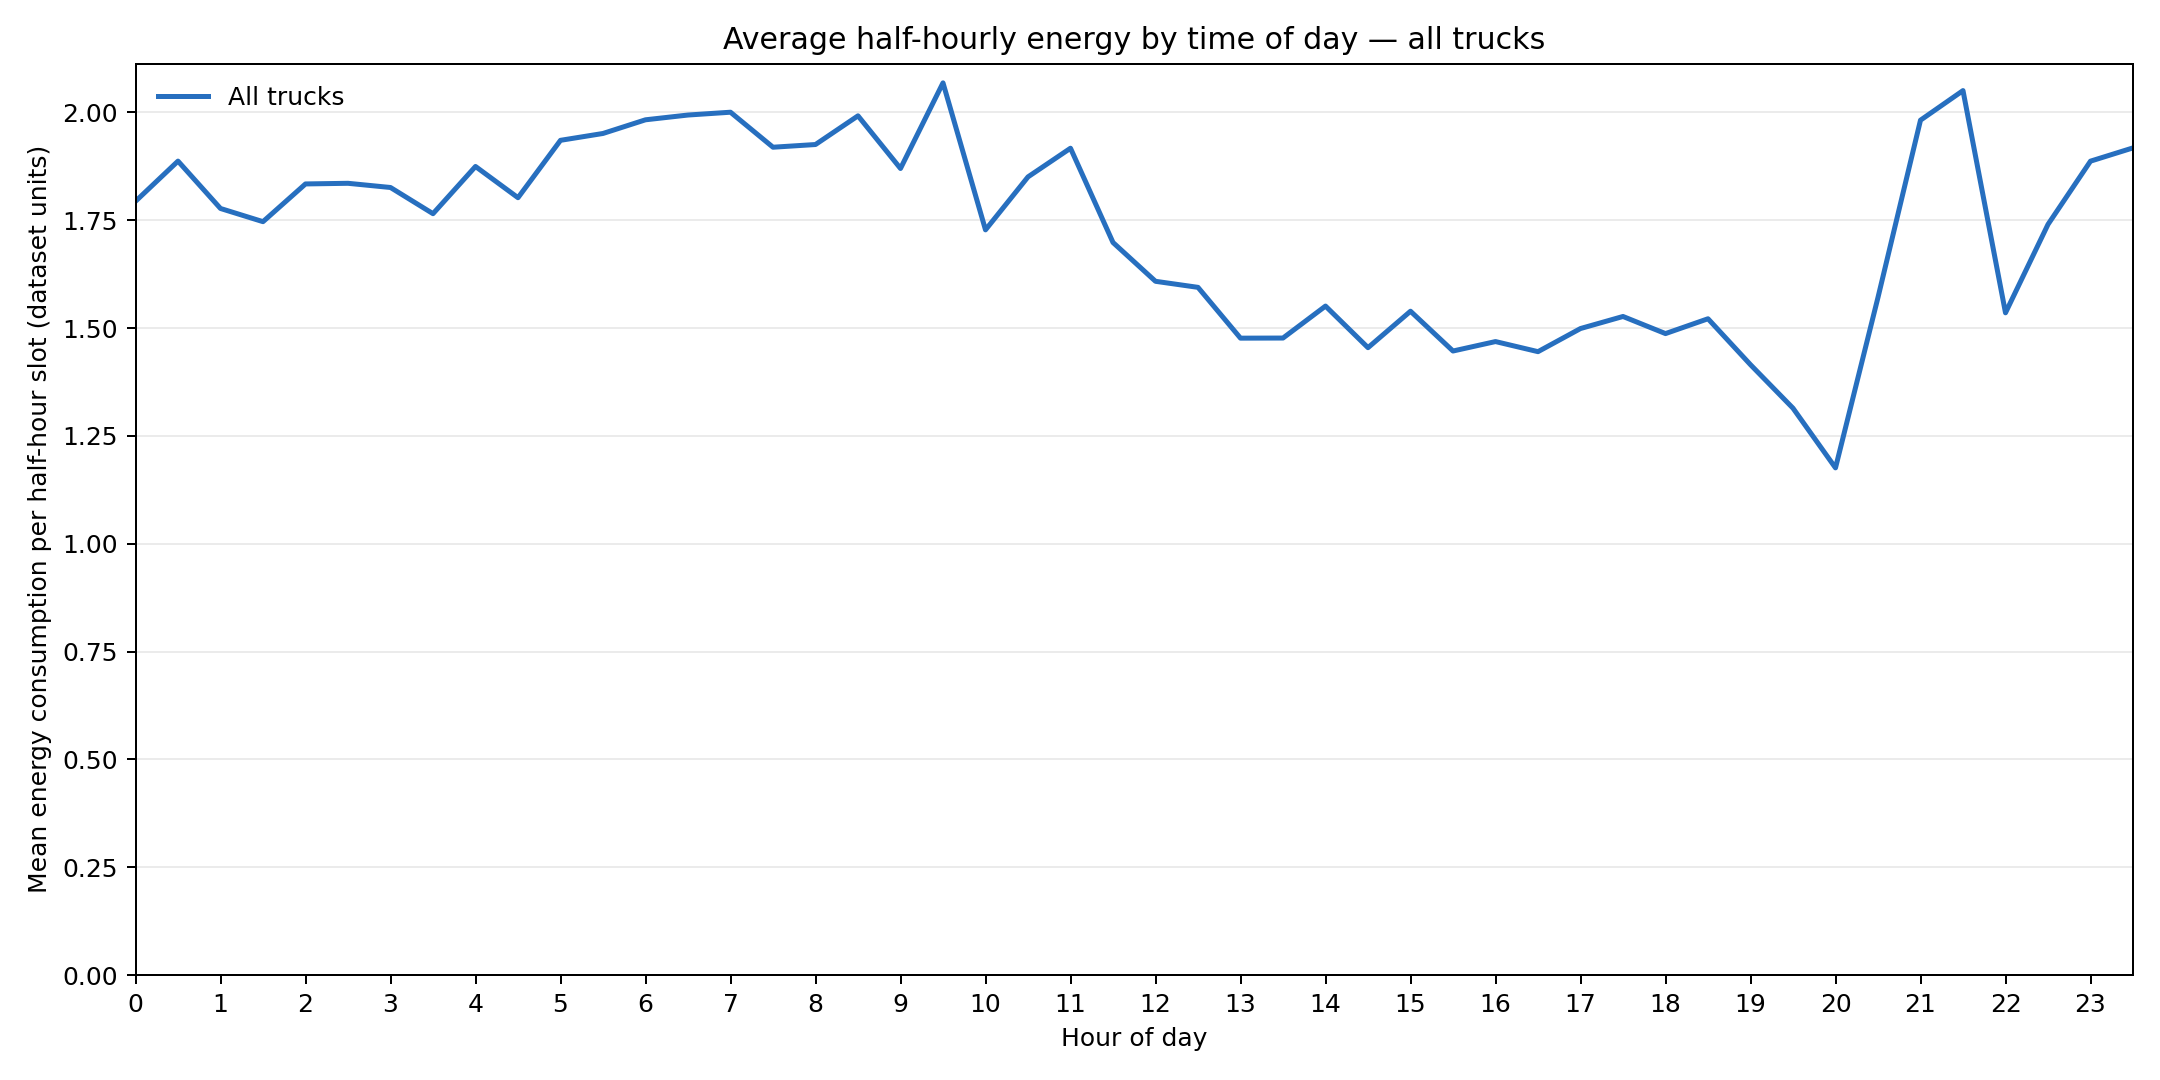 Average half-hourly energy by time of day — all trucks
All trucks
Mean energy consumption per half-hour slot (dataset units)
2.00
1.75
1.50
1.25
1.00
0.75
0.50
0.25
0.00
0 1 2 3 4 5 6 7 8 9 10 11 12 13 14 15 16 17 18 19 20 21 22 23
Hour of day